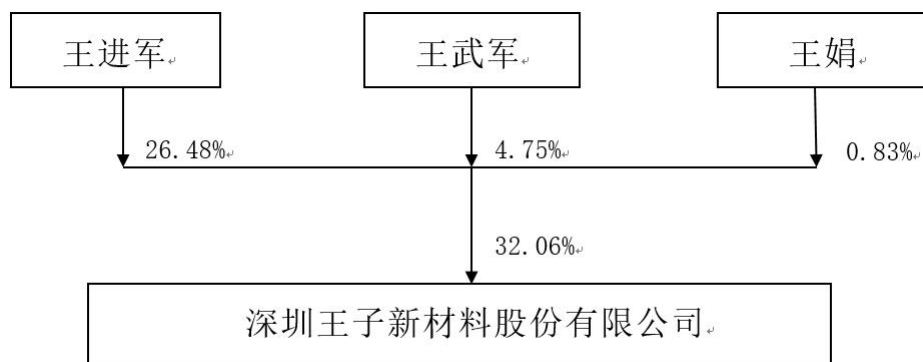 王进军
王武军
王娟
26.48%
4.75%
0.83%
32.06%
深圳王子新材料股份有限公司